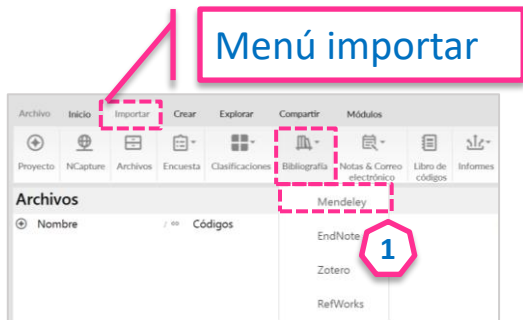 Menú importar
Archivo Inicio Importar Crear Explorar Compartir Módulos
Proyecto NCapture Archivos Encuesta Clasificaciones Bibliografía Notas & Correo electrónico Libro de códigos Informes
Archivos
Nombre Códigos
Mendeley
EndNote
1
Zotero
RefWorks